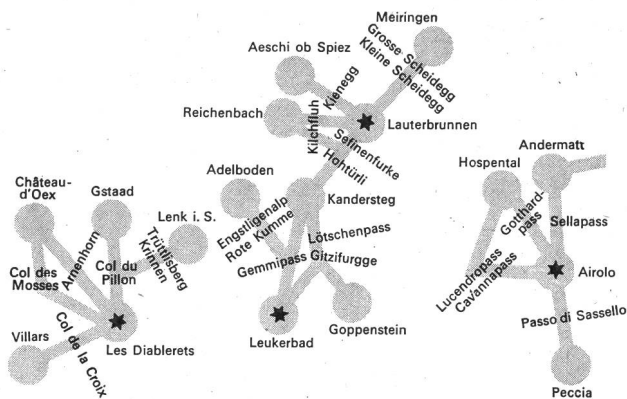 Meiringen
Grosse Scheidegg
Kleine Scheidegg
Aeschi ob Spiez
Kienegg
Reichenbach
Kilchfluh
Lauterbrunnen
Sefinenfurke
Hohtürli
Adelboden
Kandersteg
Engstligenalp
Rote Kumme
Lötschenpass
Gemmipass
Gitzifurgge
Leukerbad
Goppenstein
Château-
d'Oex
Gstaad
Lenk i. S.
Arnenhorn
Trüttlisberg
Krinnen
Col des
Mosses
Col du
Pillon
Villars
Col de la Croix
Les Diablerets
Andermatt
Hospental
Gotthard-
pass
Sellapass
Lucendropass
Cavannapass
Airolo
Passo di Sassello
Peccia